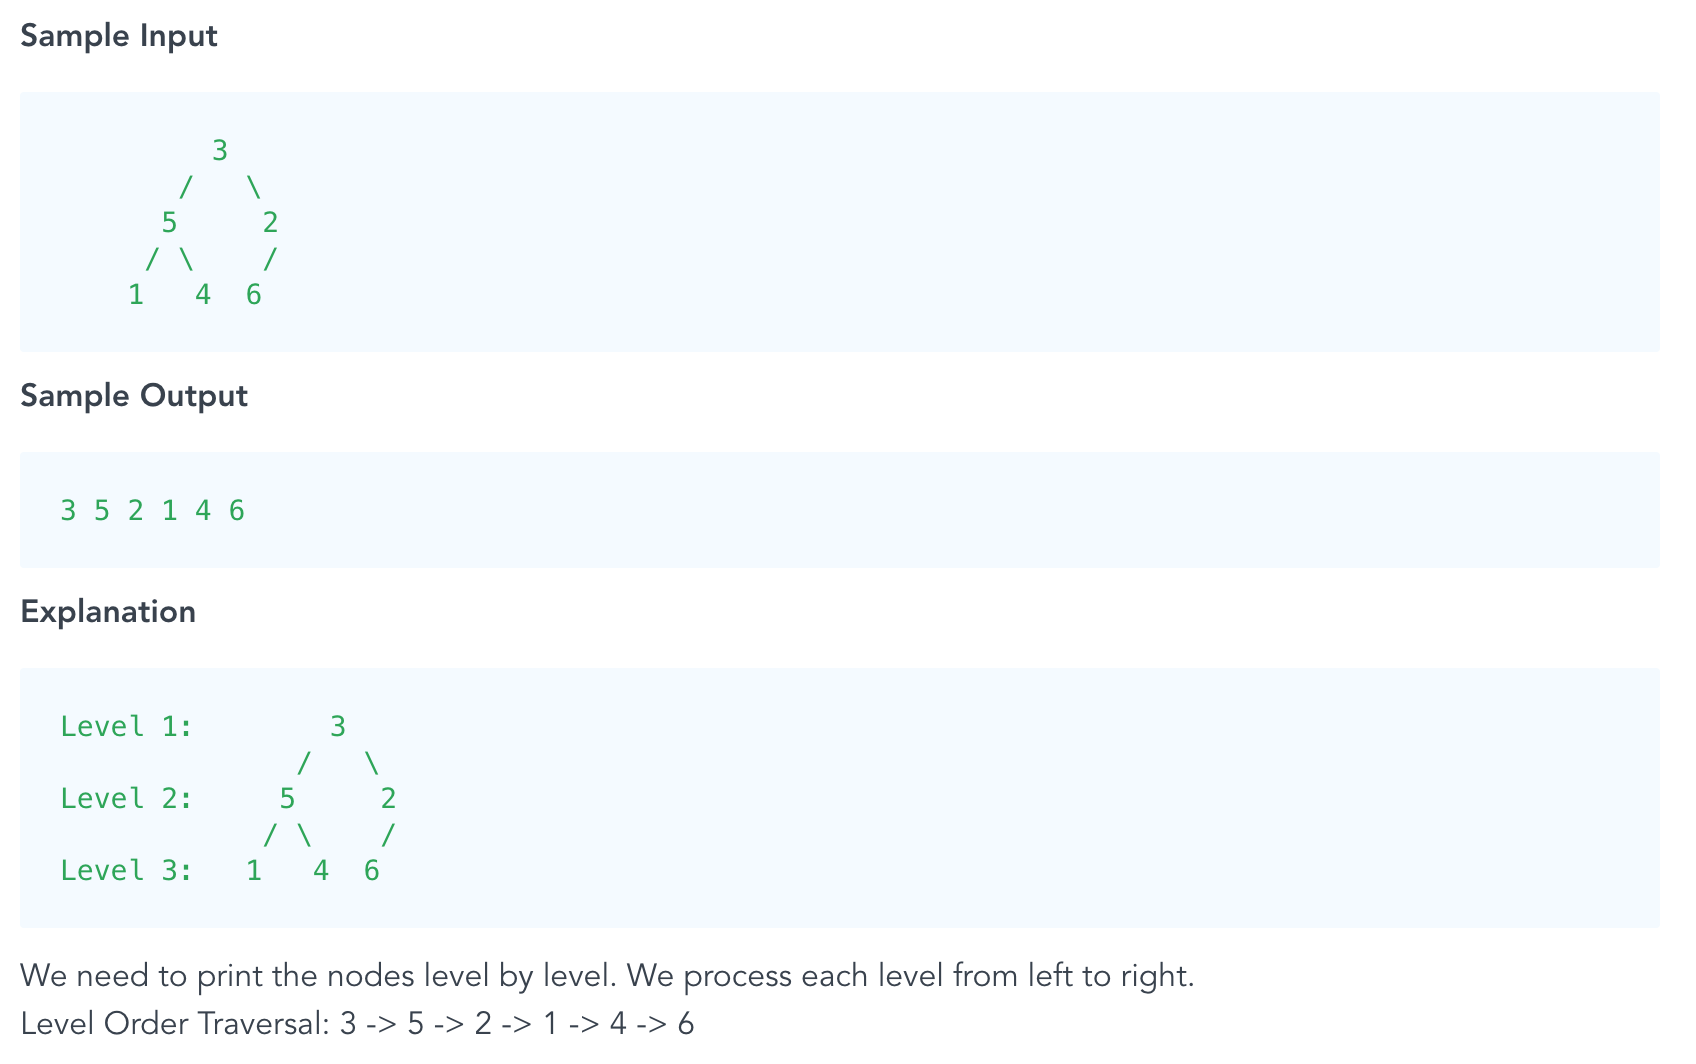 Sample Input
3
/ \
5 2
/ \ /
1 4 6
Sample Output
3 5 2 1 4 6
Explanation
Level 1: 3
/ \
Level 2: 5 2
/ \ /
Level 3: 1 4 6
We need to print the nodes level by level. We process each level from left to right.
Level Order Traversal: 3 -> 5 -> 2 -> 1 -> 4 -> 6